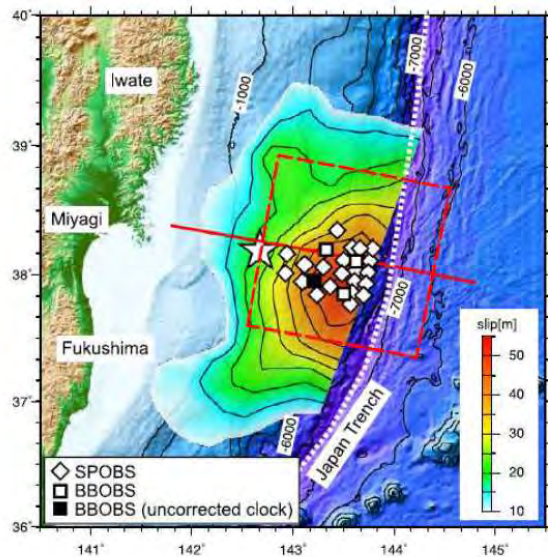 40°
39°
38°
37°
36°
141°
142°
143°
144°
145°
Iwate
Miyagi
Fukushima
-1000
-7000
-6000
-7000
-6000
Japan Trench
slip[m]
50
40
30
20
10
SPOBS
BBOBS
BBOBS (uncorrected clock)